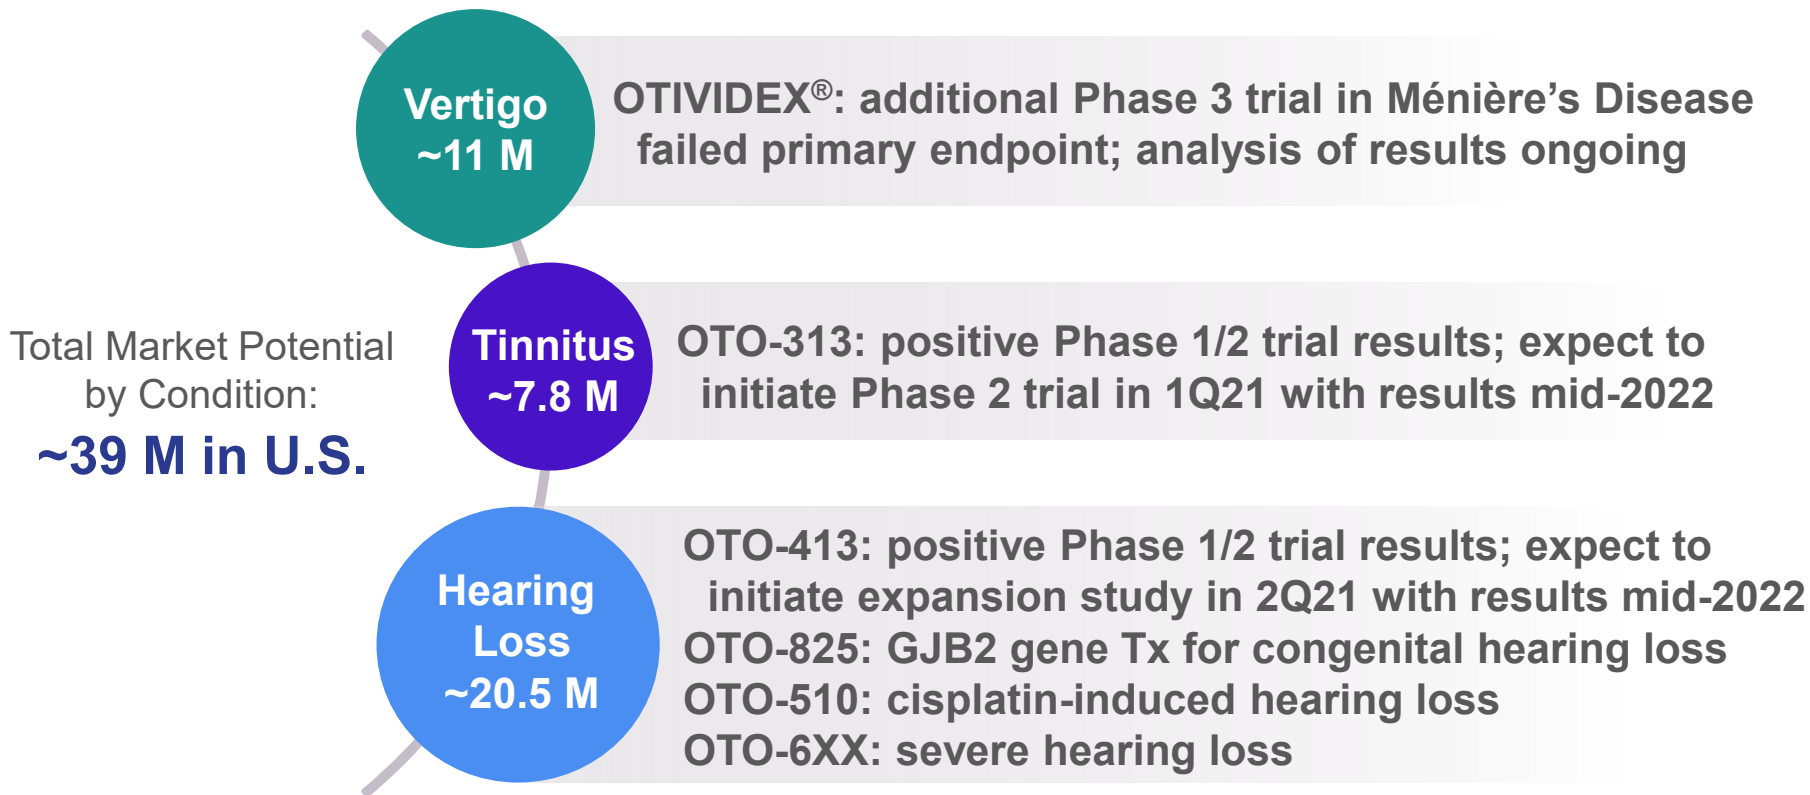 Total Market Potential
by Condition:
~39 M in U.S.
Vertigo
~11 M
OTIVIDEX®: additional Phase 3 trial in Ménière’s Disease
failed primary endpoint; analysis of results ongoing
Tinnitus
~7.8 M
OTO-313: positive Phase 1/2 trial results; expect to
initiate Phase 2 trial in 1Q21 with results mid-2022
Hearing
Loss
~20.5 M
OTO-413: positive Phase 1/2 trial results; expect to
initiate expansion study in 2Q21 with results mid-2022
OTO-825: GJB2 gene Tx for congenital hearing loss
OTO-510: cisplatin-induced hearing loss
OTO-6XX: severe hearing loss